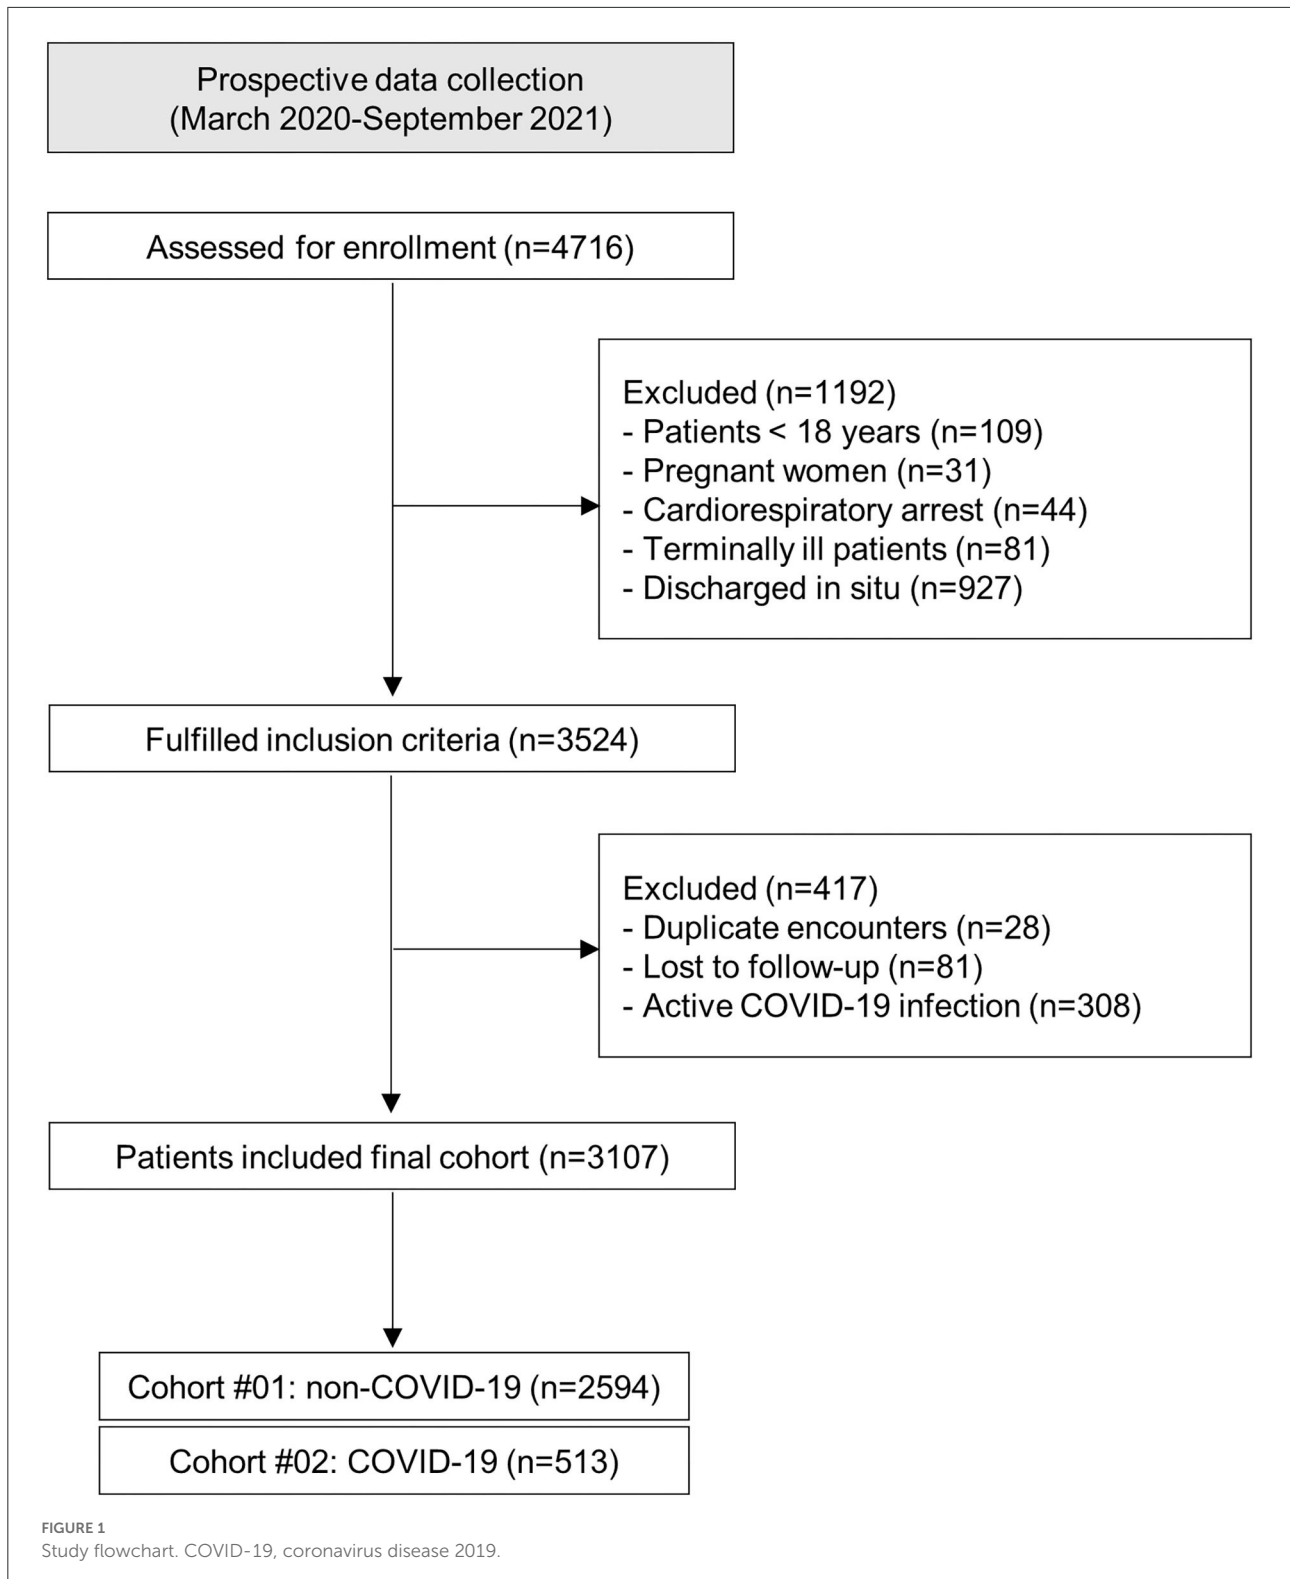 Prospective data collection
(March 2020-September 2021)
Assessed for enrollment (n=4716)
Excluded (n=1192)
- Patients < 18 years (n=109)
- Pregnant women (n=31)
- Cardiorespiratory arrest (n=44)
- Terminally ill patients (n=81)
- Discharged in situ (n=927)
Fulfilled inclusion criteria (n=3524)
Excluded (n=417)
- Duplicate encounters (n=28)
- Lost to follow-up (n=81)
- Active COVID-19 infection (n=308)
Patients included final cohort (n=3107)
Cohort #01: non-COVID-19 (n=2594)
Cohort #02: COVID-19 (n=513)
FIGURE 1
Study flowchart. COVID-19, coronavirus disease 2019.